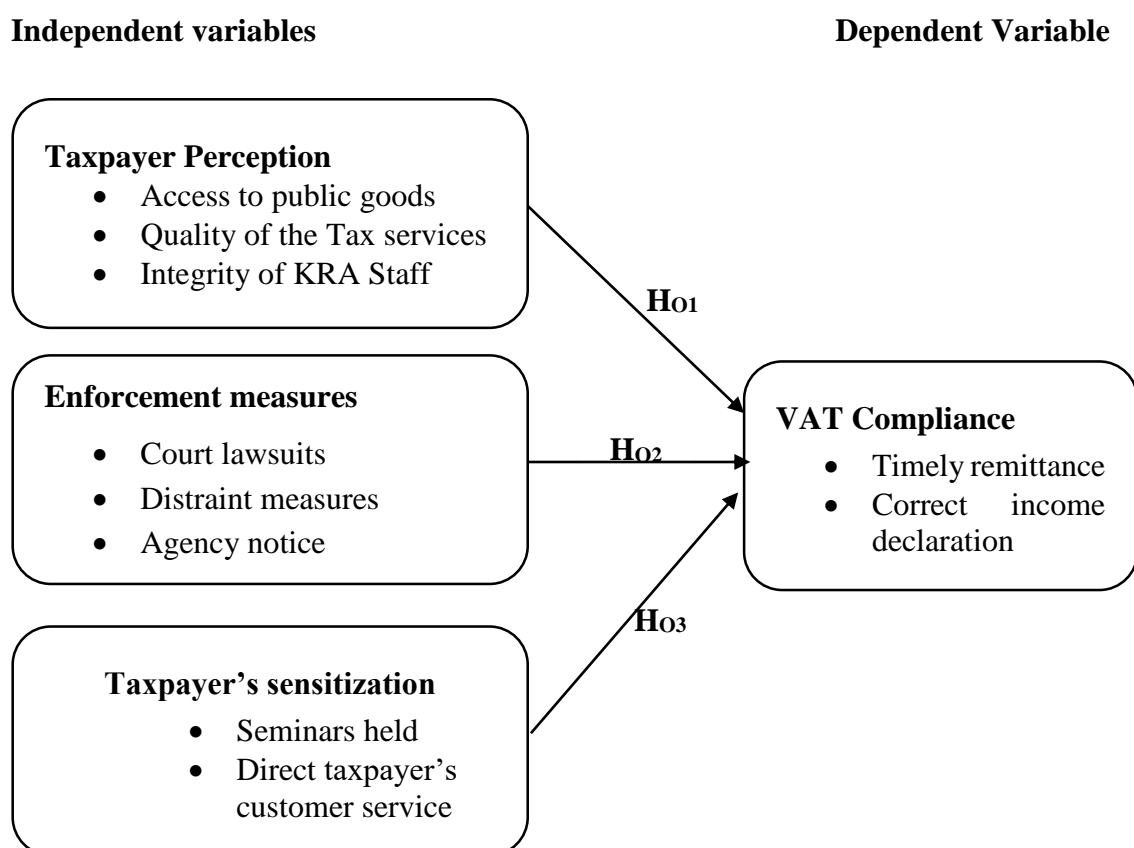 Independent variables
Dependent Variable
Taxpayer Perception
• Access to public goods
• Quality of the Tax services
• Integrity of KRA Staff
HO1
Enforcement measures
• Court lawsuits
• Distraint measures
• Agency notice
HO2
VAT Compliance
• Timely remittance
• Correct income
declaration
HO3
Taxpayer’s sensitization
• Seminars held
• Direct taxpayer’s
customer service